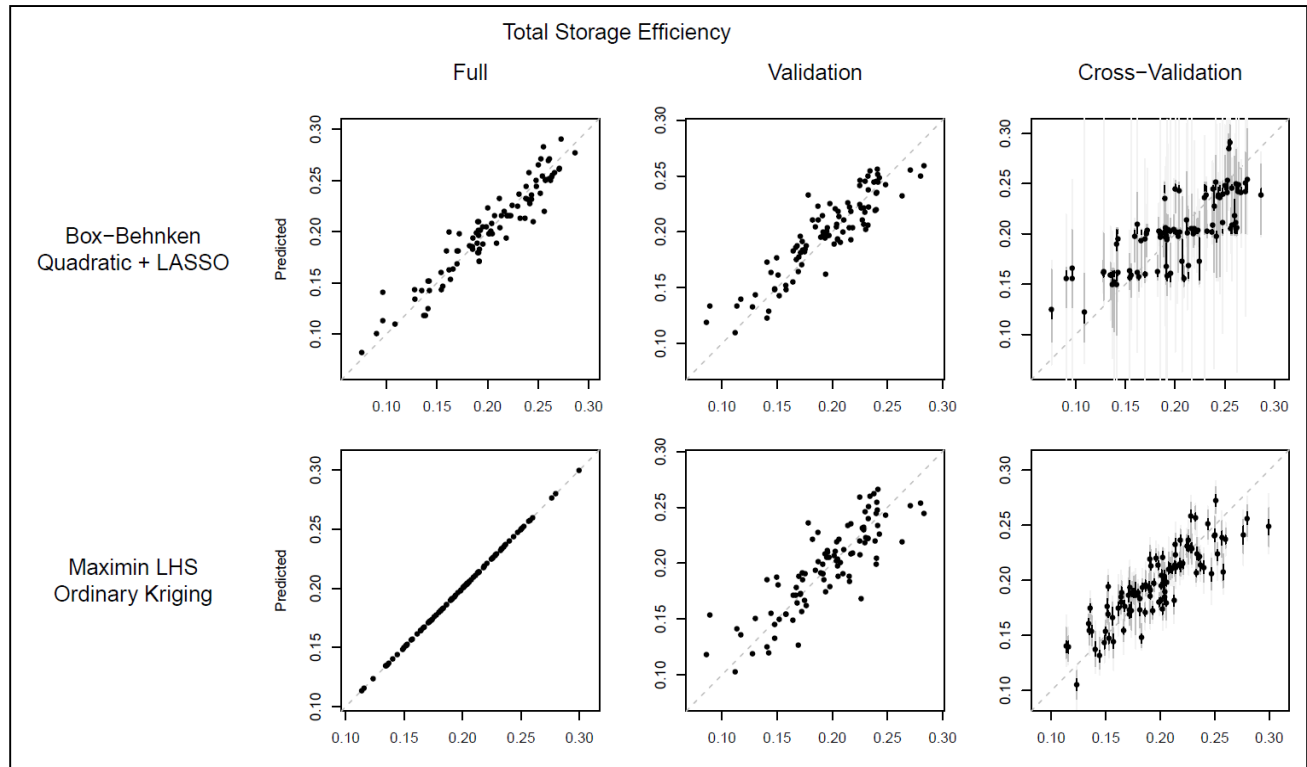 Total Storage Efficiency
Full
Validation
Cross−Validation
Box−Behnken
Quadratic + LASSO
Predicted
0.30
0.25
0.20
0.15
0.10
0.10 0.15 0.20 0.25 0.30
0.30
0.25
0.20
0.15
0.10
0.10 0.15 0.20 0.25 0.30
0.30
0.25
0.20
0.15
0.10
0.10 0.15 0.20 0.25 0.30
Maximin LHS
Ordinary Kriging
Predicted
0.30
0.25
0.20
0.15
0.10
0.10 0.15 0.20 0.25 0.30
0.30
0.25
0.20
0.15
0.10
0.10 0.15 0.20 0.25 0.30
0.30
0.25
0.20
0.15
0.10
0.10 0.15 0.20 0.25 0.30